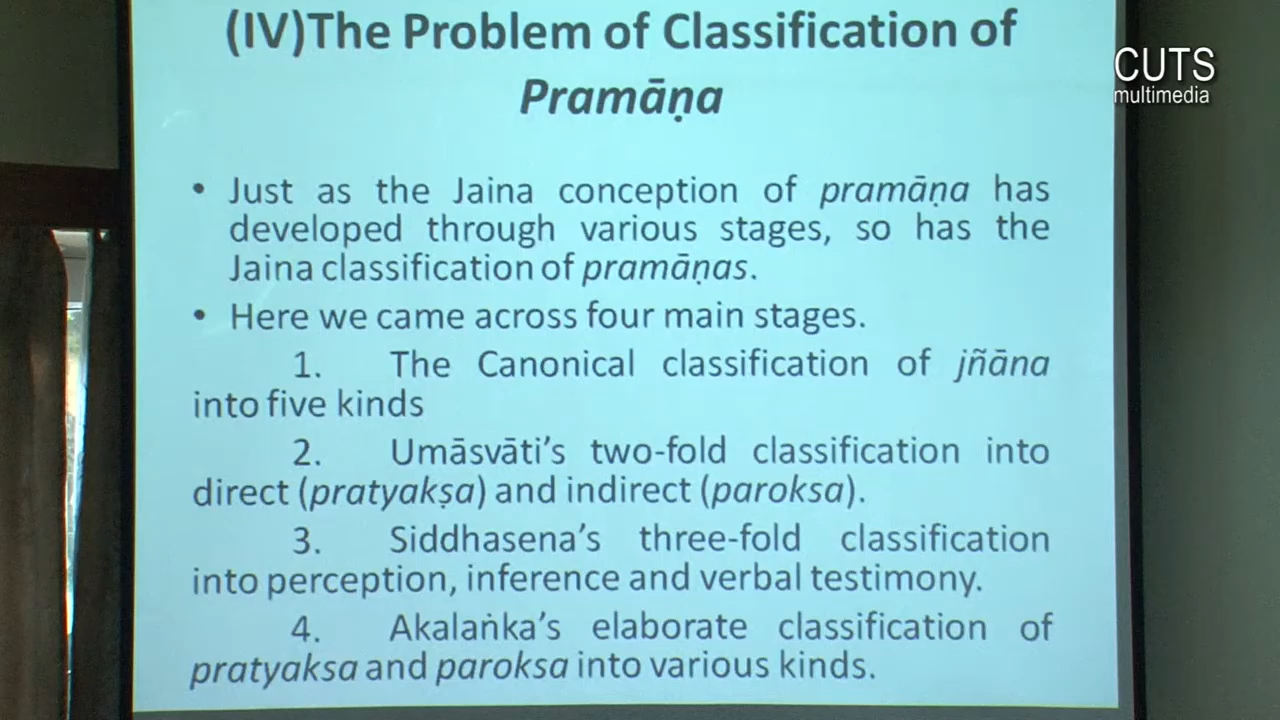 (IV)The Problem of Classification of
Pramāṇa
CUTS
multimedia
• Just as the Jaina conception of pramāṇa has
developed through various stages, so has the
Jaina classification of pramāṇas.
• Here we came across four main stages.
1. The Canonical classification of jñāna
into five kinds
2. Umāsvāti’s two-fold classification into
direct (pratyakṣa) and indirect (paroksa).
3. Siddhasena’s three-fold classification
into perception, inference and verbal testimony.
4. Akalaṅka’s elaborate classification of
pratyaksa and paroksa into various kinds.